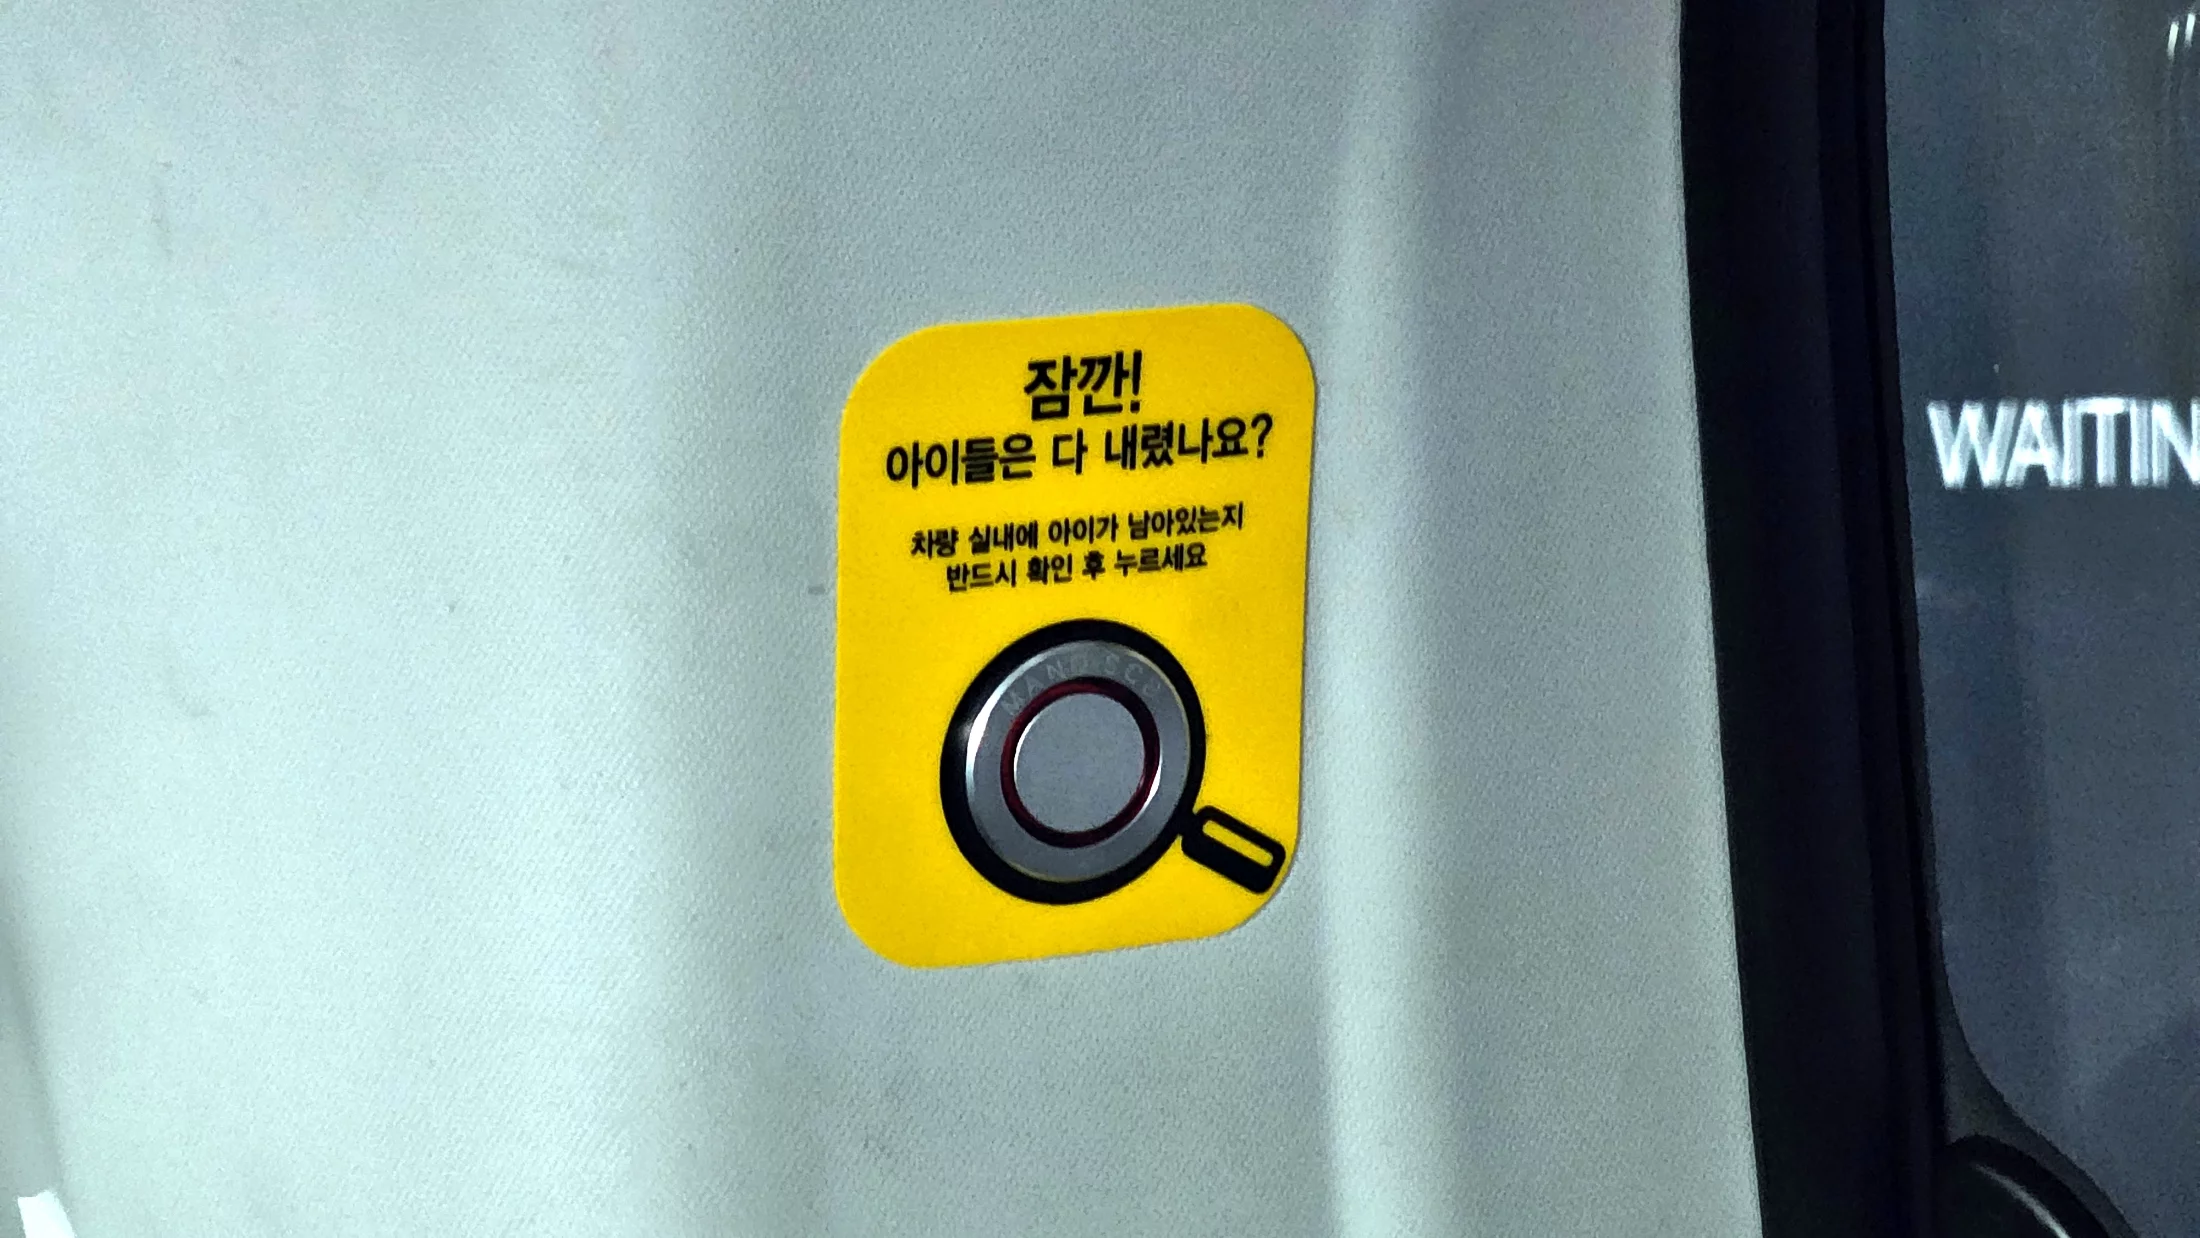 잠깐!
아이들은 다 내렸나요?
차량 실내에 아이가 남아있는지
반드시 확인 후 누르세요
WAITIN